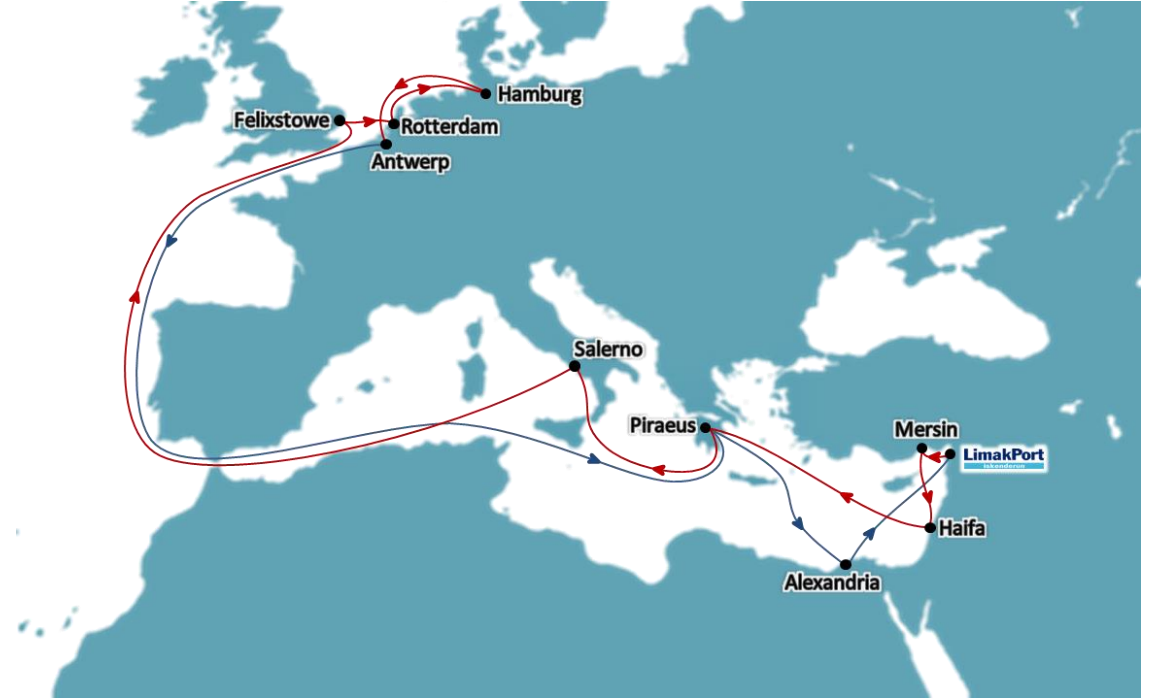 Hamburg
Felixstowe
Rotterdam
Antwerp
Salerno
Piraeus
Mersin
LimakPort
iskenderun
Haifa
Alexandria